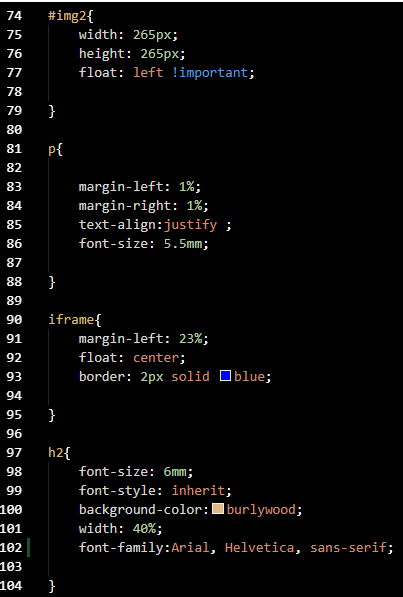 74 #img2{
75 width: 265px;
76 height: 265px;
77 float: left !important;
78
79 }
80
81 p{
82
83 margin-left: 1%;
84 margin-right: 1%;
85 text-align:justify ;
86 font-size: 5.5mm;
87
88 }
89
90 iframe{
91 margin-left: 23%;
92 float: center;
93 border: 2px solid blue;
94
95 }
96
97 h2{
98 font-size: 6mm;
99 font-style: inherit;
100 background-color:burlywood;
101 width: 40%;
102 font-family:Arial, Helvetica, sans-serif;
103
104 }